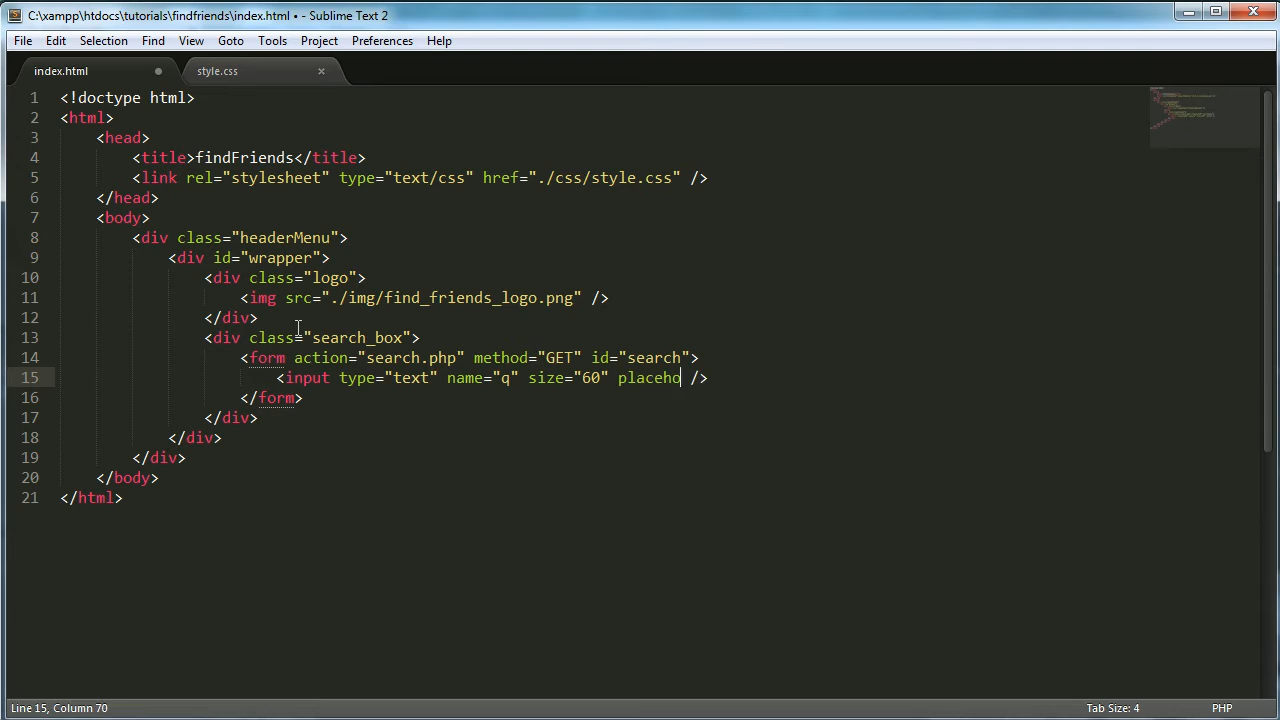 C:\xampp\htdocs\tutorials\findfriends\index.html • - Sublime Text 2
File Edit Selection Find View Goto Tools Project Preferences Help
index.html style.css
1 <!doctype html>
2 <html>
3 <head>
4 <title>findFriends</title>
5 <link rel="stylesheet" type="text/css" href="./css/style.css" />
6 </head>
7 <body>
8 <div class="headerMenu">
9 <div id="wrapper">
10 <div class="logo">
11 <img src="./img/find_friends_logo.png" />
12 </div>
13 <div class="search_box">
14 <form action="search.php" method="GET" id="search">
15 <input type="text" name="q" size="60" placeho />
16 </form>
17 </div>
18 </div>
19 </div>
20 </body>
21 </html>
Line 15, Column 70 Tab Size: 4 PHP